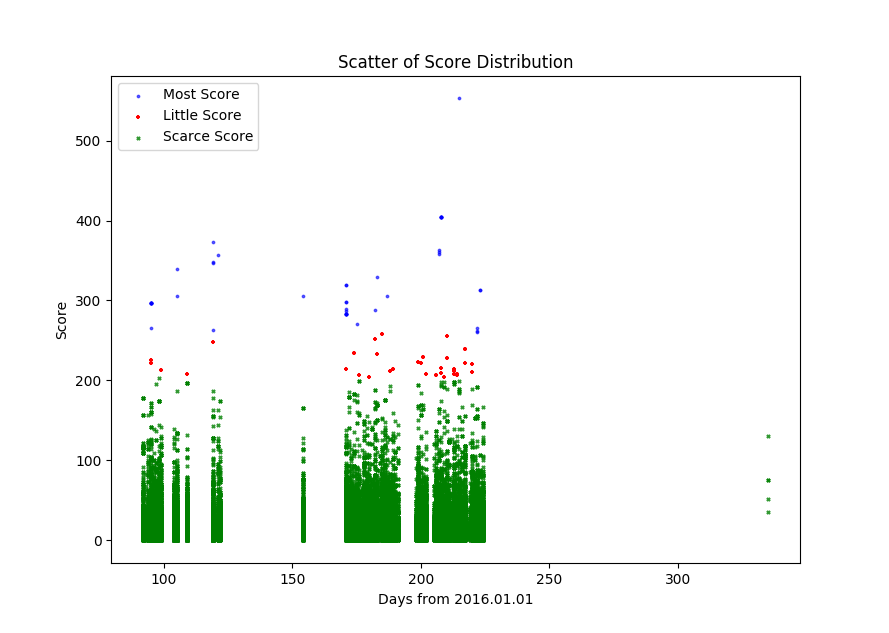 Scatter of Score Distribution
Most Score
Little Score
Scarce Score
500
400
300
200
100
0
Score
100 150 200 250 300
Days from 2016.01.01